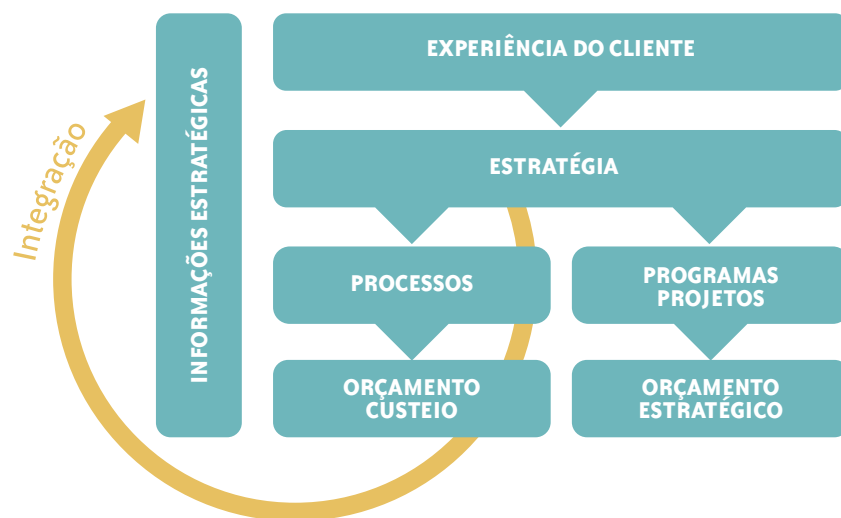 Integração
INFORMAÇÕES ESTRATÉGICAS
EXPERIÊNCIA DO CLIENTE
ESTRATÉGIA
PROCESSOS
PROGRAMAS
PROJETOS
ORÇAMENTO
CUSTEIO
ORÇAMENTO
ESTRATÉGICO